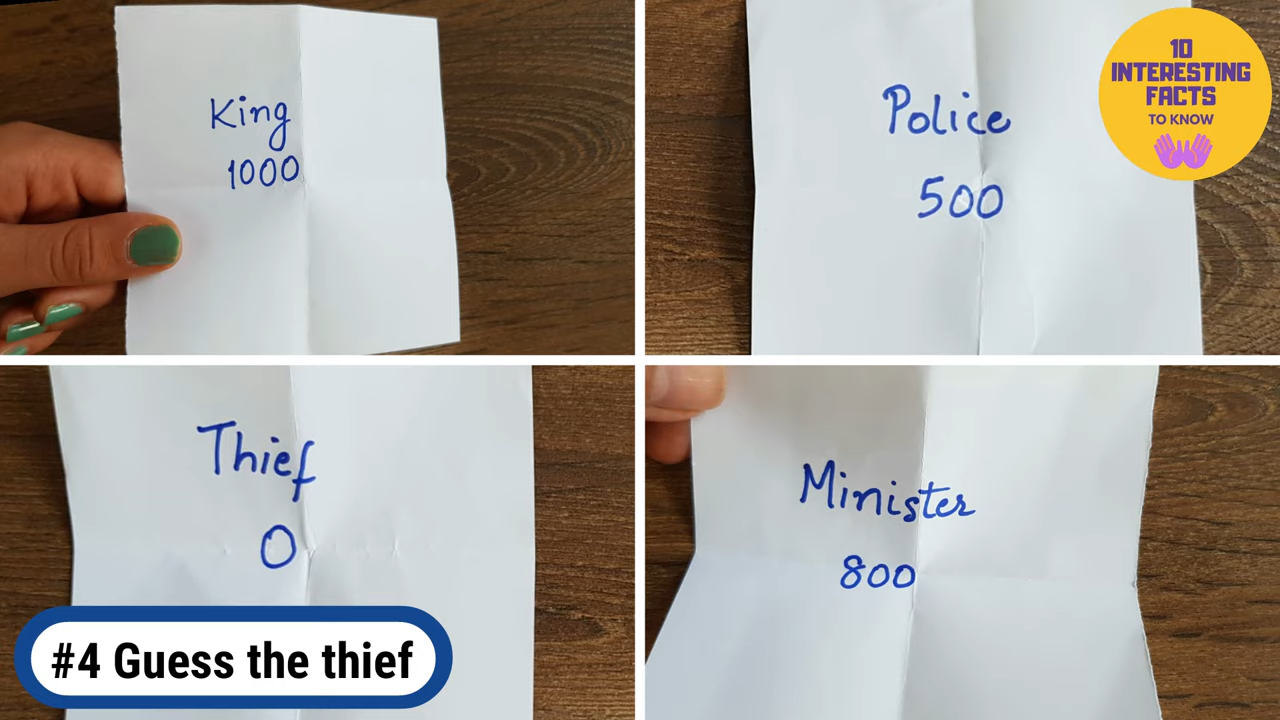 King
1000
Police
500
10
INTERESTING
FACTS
TO KNOW
Thief
0
Minister
800
#4 Guess the thief